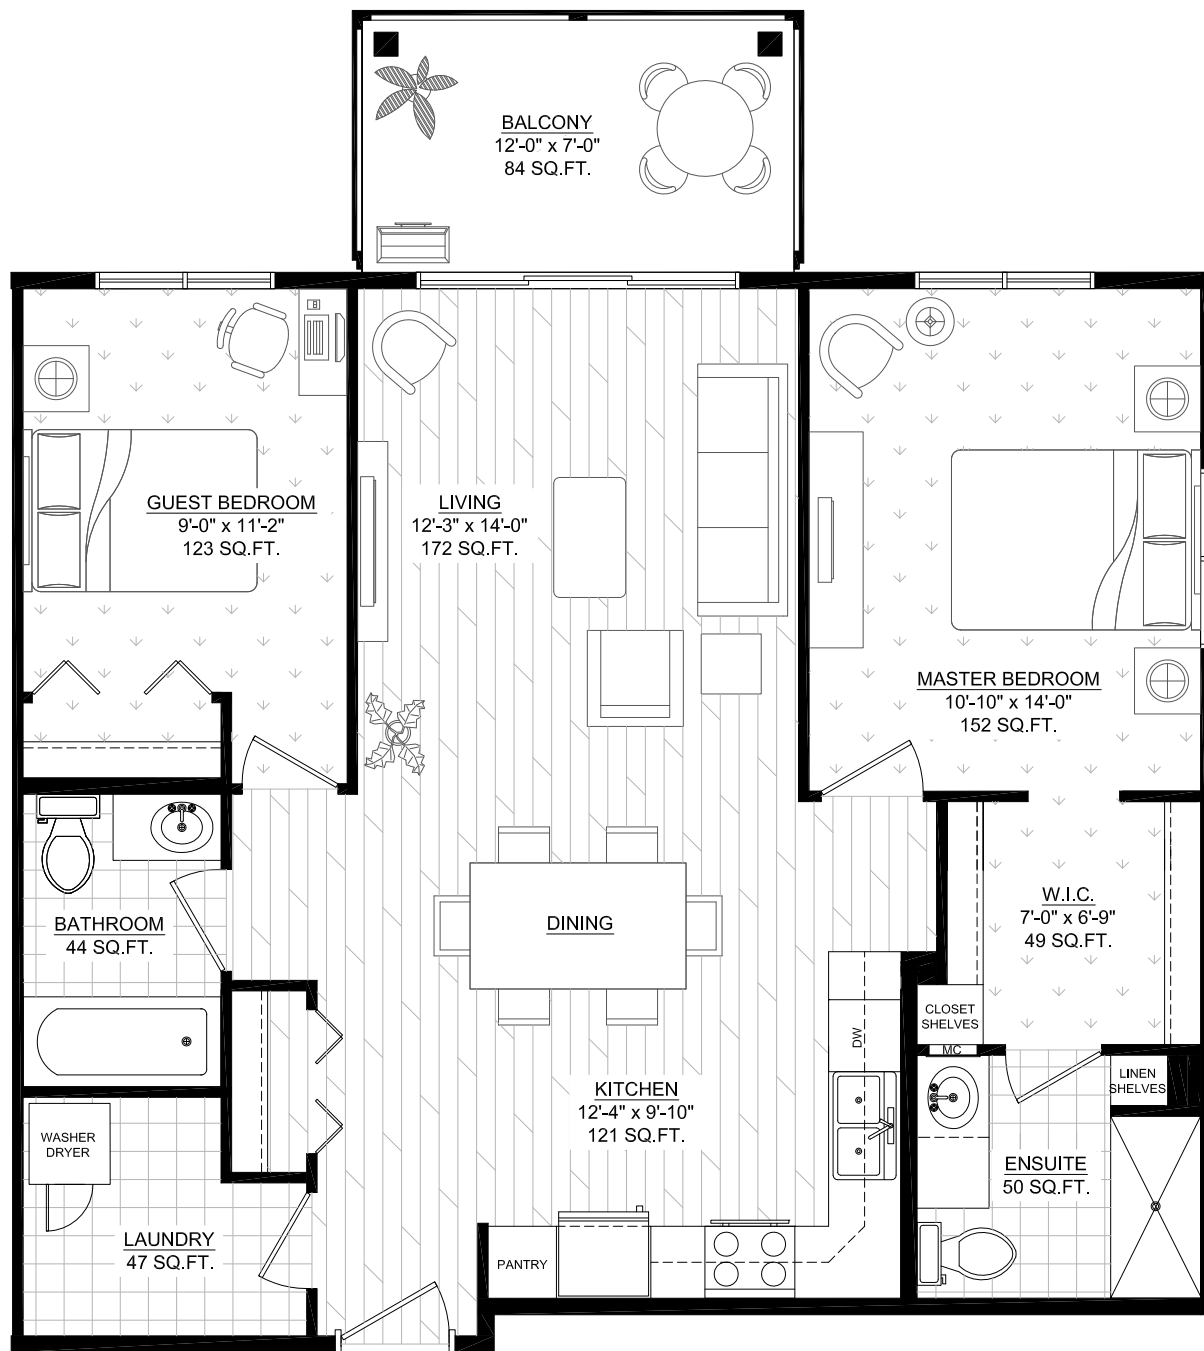 BALCONY
12'-0" x 7'-0"
84 SQ.FT.
GUEST BEDROOM
9'-0" x 11'-2"
123 SQ.FT.
LIVING
12'-3" x 14'-0"
172 SQ.FT.
MASTER BEDROOM
10'-10" x 14'-0"
152 SQ.FT.
BATHROOM
44 SQ.FT.
DINING
W.I.C.
7'-0" x 6'-9"
49 SQ.FT.
CLOSET
SHELVES
MC
DW
LINEN
SHELVES
KITCHEN
12'-4" x 9'-10"
121 SQ.FT.
WASHER
DRYER
ENSUITE
50 SQ.FT.
LAUNDRY
47 SQ.FT.
PANTRY